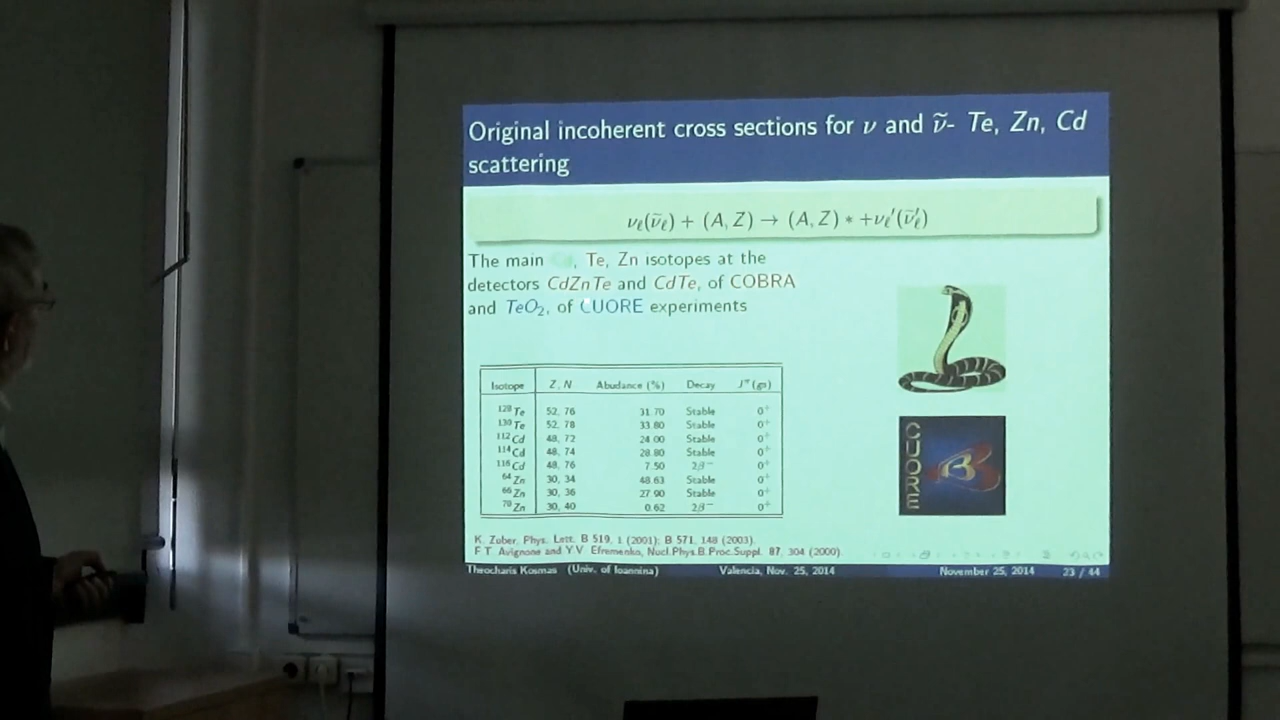 Original incoherent cross sections for ν and ν̃- Te, Zn, Cd
scattering
νℓ(ν̃ℓ) + (A, Z) → (A, Z) * +νℓ′(ν̃ℓ′)
The main Cd, Te, Zn isotopes at the
detectors CdZnTe and CdTe, of COBRA
and TeO₂, of CUORE experiments
Isotope Z, N Abudance (%) Decay Jπ (gs)
¹²⁸Te 52, 76 31.70 Stable 0⁺
¹³⁰Te 52, 78 33.80 Stable 0⁺
¹¹²Cd 48, 72 24.00 Stable 0⁺
¹¹⁴Cd 48, 74 28.80 Stable 0⁺
¹¹⁶Cd 48, 76 7.50 2β⁻ 0⁺
⁶⁴Zn 30, 34 48.63 Stable 0⁺
⁶⁶Zn 30, 36 27.90 Stable 0⁺
⁷⁰Zn 30, 40 0.62 2β⁻ 0⁺
CUORE
K. Zuber, Phys. Lett. B 519, 1 (2001); B 571, 148 (2003).
F.T. Avignone and Y.V. Efremenko, Nucl.Phys.B.Proc.Suppl. 87, 304 (2000).
Theocharis Kosmas (Univ. of Ioannina) Valencia, Nov. 25, 2014 November 25, 2014 23 / 44